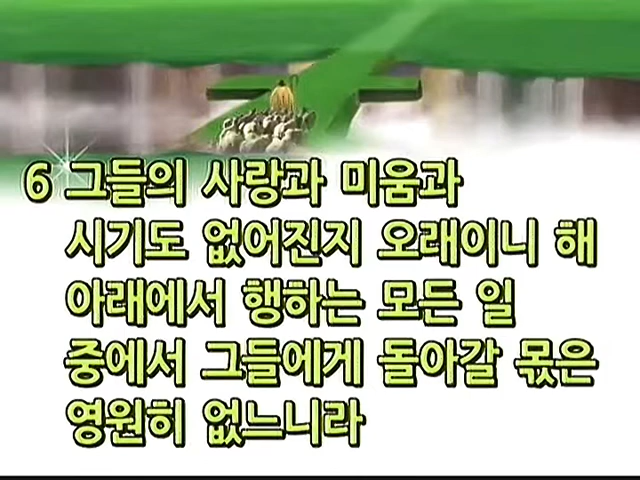 6 그들의 사랑과 미움과
시기도 없어진지 오래이니 해
아래에서 행하는 모든 일
중에서 그들에게 돌아갈 몫은
영원히 없느니라